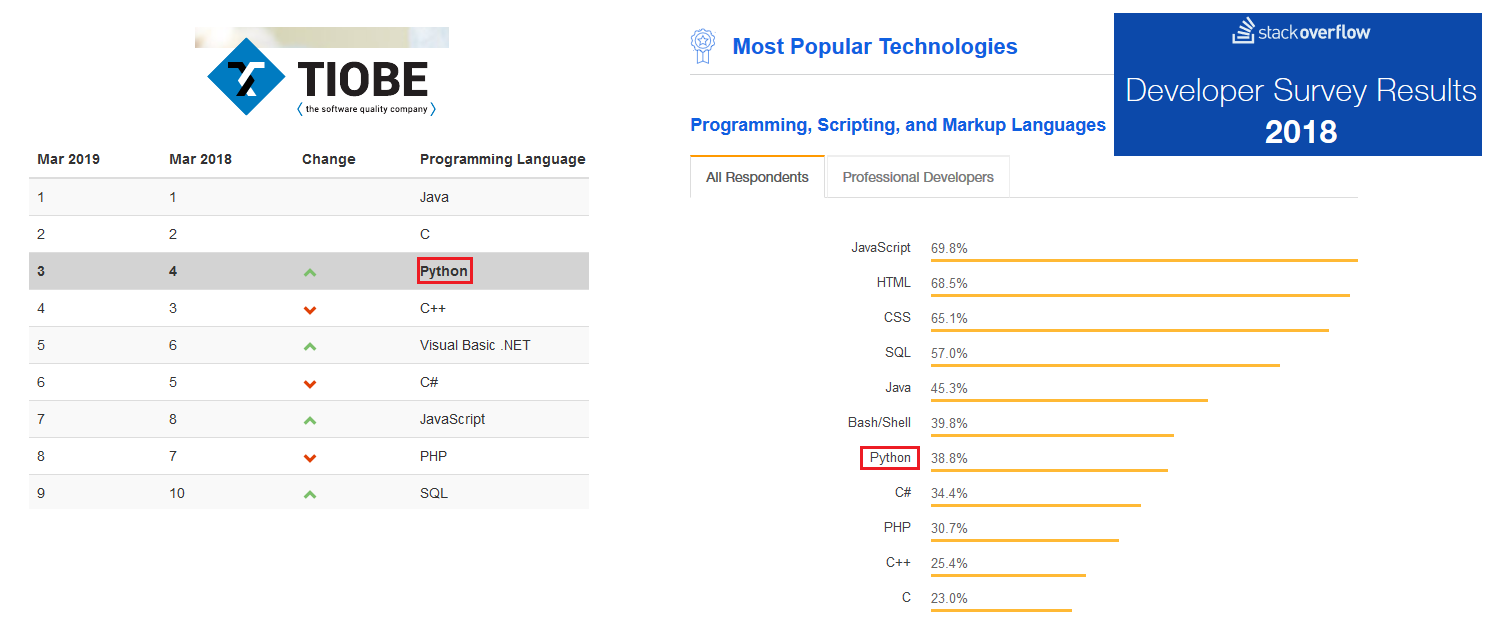 TIOBE
the software quality company
Mar 2019 Mar 2018 Change Programming Language
1 1 Java
2 2 C
3 4 Python
4 3 C++
5 6 Visual Basic .NET
6 5 C#
7 8 JavaScript
8 7 PHP
9 10 SQL
Most Popular Technologies
stackoverflow
Developer Survey Results
2018
Programming, Scripting, and Markup Languages
All Respondents Professional Developers
JavaScript 69.8%
HTML 68.5%
CSS 65.1%
SQL 57.0%
Java 45.3%
Bash/Shell 39.8%
Python 38.8%
C# 34.4%
PHP 30.7%
C++ 25.4%
C 23.0%